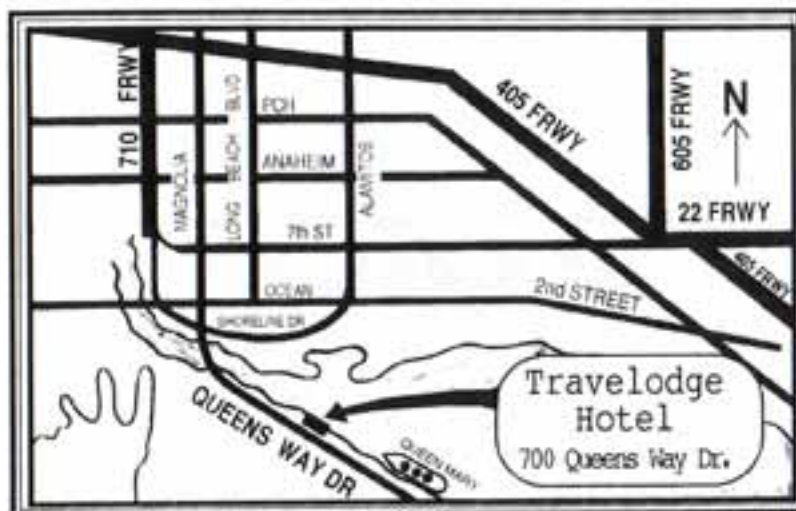 710 FRWY
MAGNOLIA
LONG BEACH BLVD
PCH
ANAHEIM
ALAMITOS
7th ST
OCEAN
SHORELINE DR
405 FRWY
605 FRWY
N
22 FRWY
405 FRWY
2nd STREET
QUEENS WAY DR
QUEEN MARY
Travelodge
Hotel
700 Queens Way Dr.